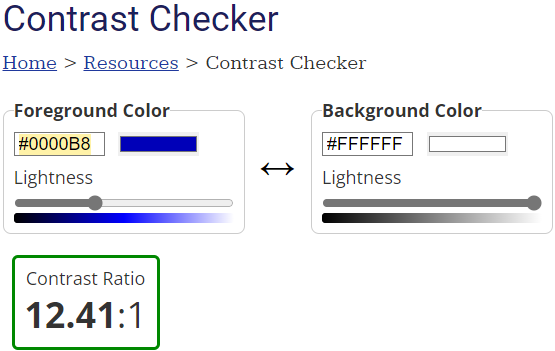 Contrast Checker
Home > Resources > Contrast Checker
Foreground Color
#0000B8
Lightness
Background Color
#FFFFFF
Lightness
Contrast Ratio
12.41:1